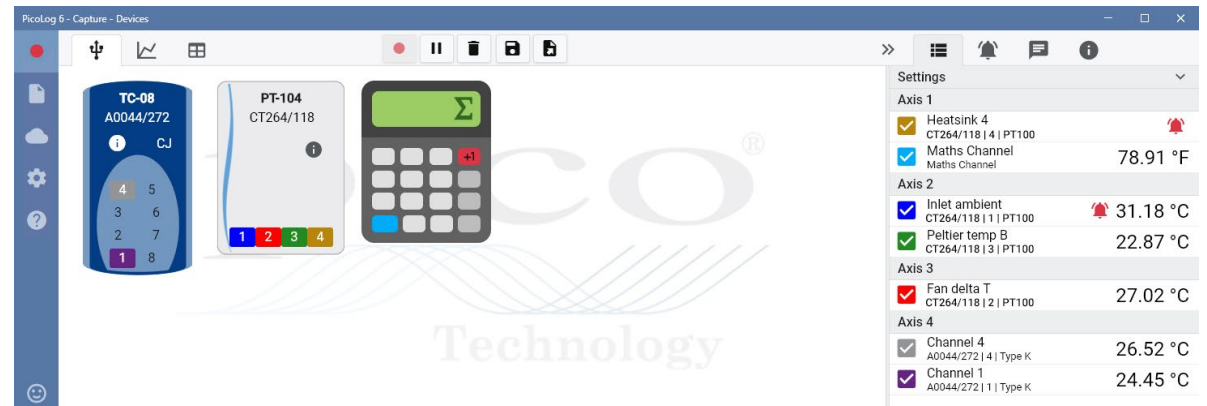 PicoLog 6 - Capture - Devices
TC-08
A0044/272
CJ
4 5
3 6
2 7
1 8
PT-104
CT264/118
1 2 3 4
Σ
+1
PICO
®
Technology
Settings
Axis 1
Heatsink 4
CT264/118 | 4 | PT100
Maths Channel
Maths Channel
78.91 °F
Axis 2
Inlet ambient
CT264/118 | 1 | PT100
31.18 °C
Peltier temp B
CT264/118 | 3 | PT100
22.87 °C
Axis 3
Fan delta T
CT264/118 | 2 | PT100
27.02 °C
Axis 4
Channel 4
A0044/272 | 4 | Type K
26.52 °C
Channel 1
A0044/272 | 1 | Type K
24.45 °C